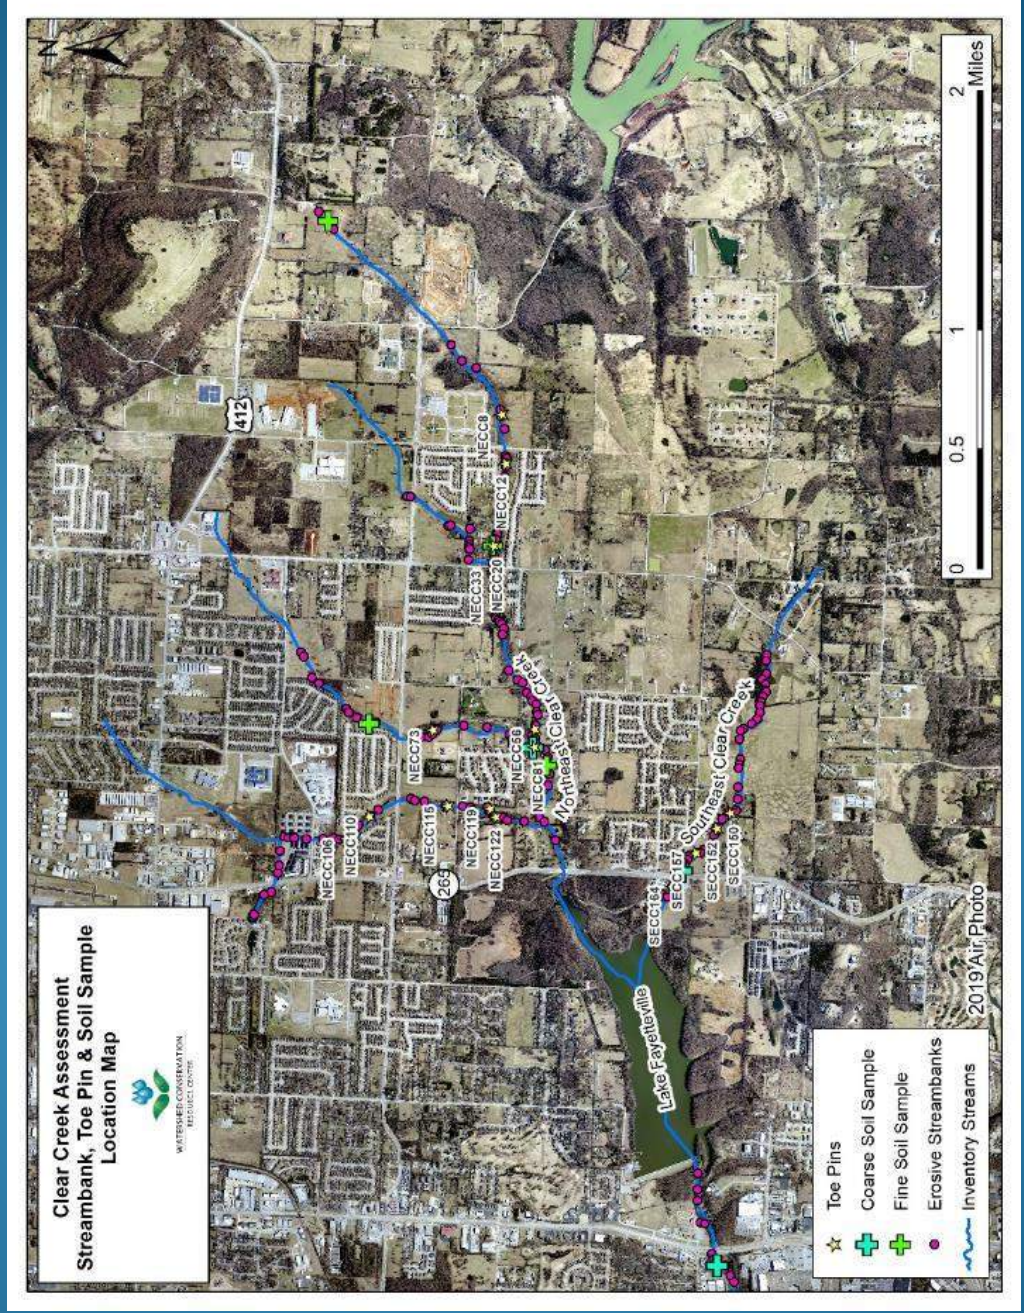 Clear Creek Assessment
Streambank, Toe Pin & Soil Sample
Location Map
WATERSHED CONSERVATION
RESOURCE CENTER
N
412
265
NECC8
NECC12
NECC20
NECC33
NECC58
NECC81
NECC73
NECC106
NECC110
NECC115
NECC119
NECC122
Northeast Clear Creek
Southeast Clear Creek
SECC152
SECC157
SECC160
SECC164
Lake Fayetteville
Toe Pins
Coarse Soil Sample
Fine Soil Sample
Erosive Streambanks
Inventory Streams
2019 Air Photo
0 0.5 1 2
Miles